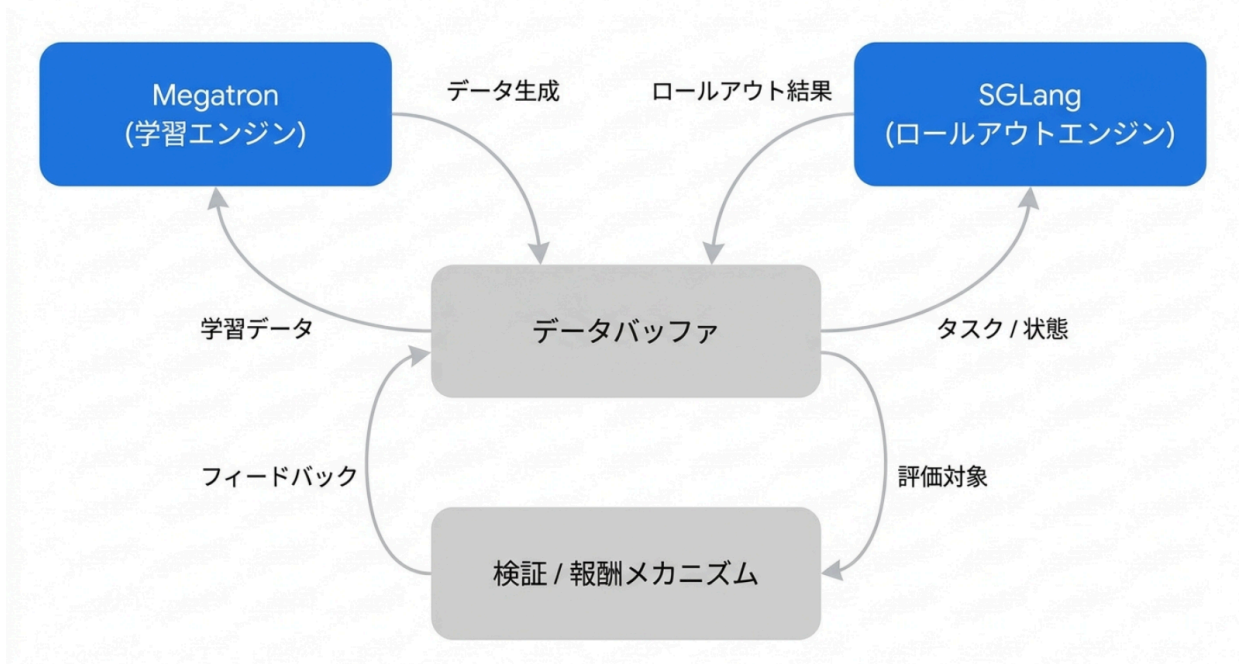 Megatron
(学習エンジン)
データ生成
ロールアウト結果
SGLang
(ロールアウトエンジン)
学習データ
データバッファ
タスク / 状態
フィードバック
評価対象
検証 / 報酬メカニズム